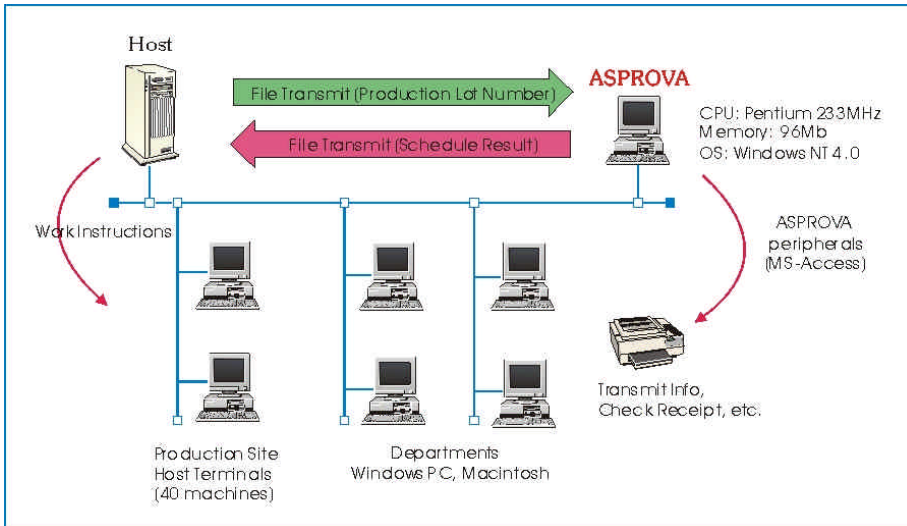 Host
ASPROVA
File Transmit (Production Lot Number)
File Transmit (Schedule Result)
CPU: Pentium 233MHz
Memory: 96Mb
OS: Windows NT 4.0
Work Instructions
ASPROVA
peripherals
(MS-Access)
Transmit Info,
Check Receipt, etc.
Production Site
Host Terminals
(40 machines)
Departments
Windows PC, Macintosh